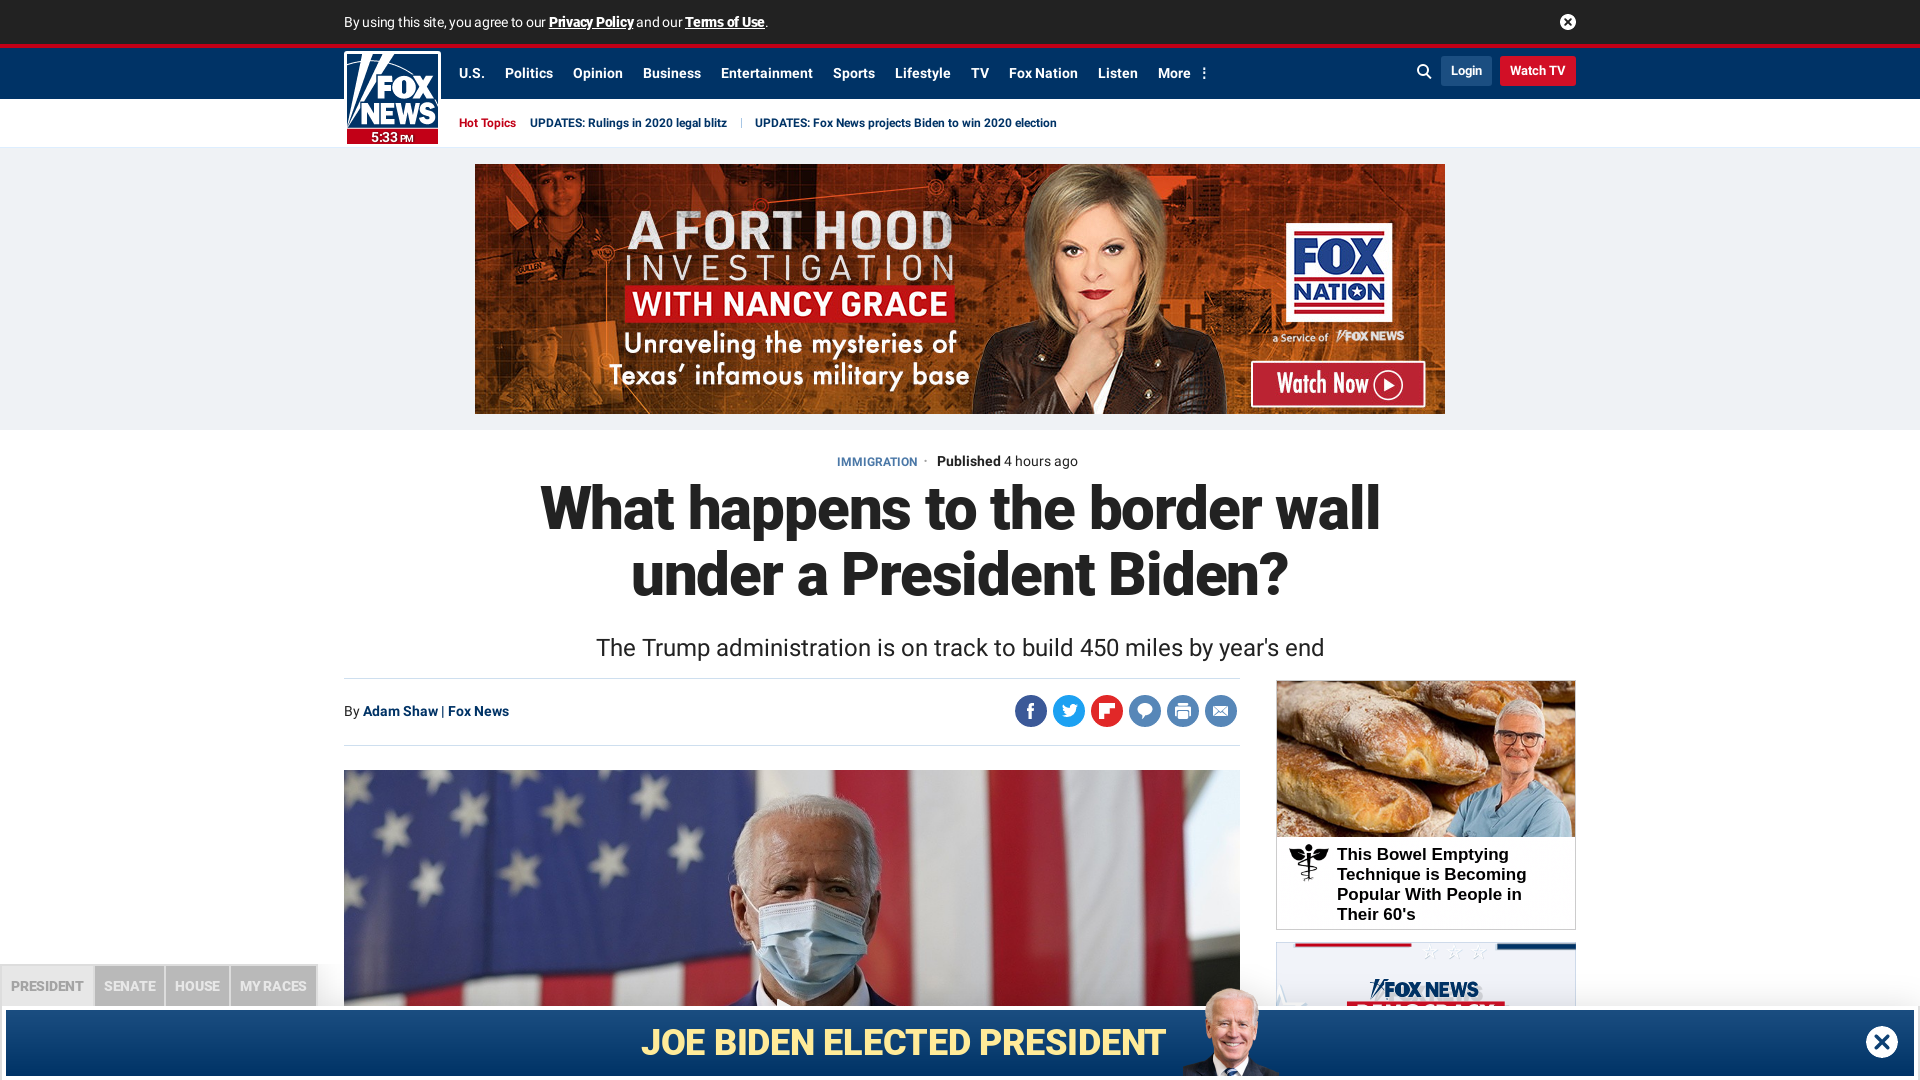 By using this site, you agree to our Privacy Policy and our Terms of Use.
FOX
NEWS
5:33 PM
U.S. Politics Opinion Business Entertainment Sports Lifestyle TV Fox Nation Listen More
Login
Watch TV
Hot Topics UPDATES: Rulings in 2020 legal blitz UPDATES: Fox News projects Biden to win 2020 election
A FORT HOOD
INVESTIGATION
WITH NANCY GRACE
Unraveling the mysteries of
Texas’ infamous military base
FOX
NATION
a Service of FOX NEWS
Watch Now
IMMIGRATION · Published 4 hours ago
What happens to the border wall
under a President Biden?
The Trump administration is on track to build 450 miles by year's end
By Adam Shaw | Fox News
This Bowel Emptying
Technique is Becoming
Popular With People in
Their 60's
FOX NEWS
PRESIDENT SENATE HOUSE MY RACES
JOE BIDEN ELECTED PRESIDENT